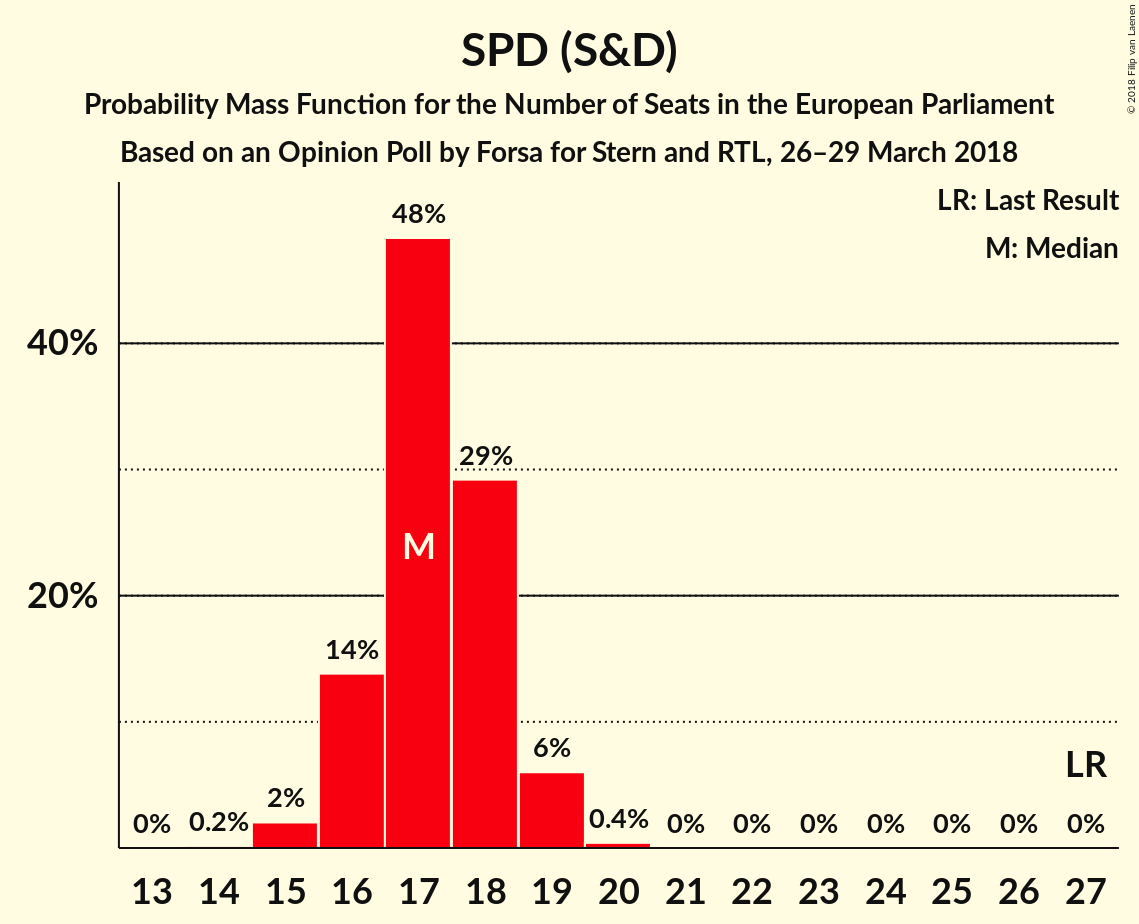 SPD (S&D)
Probability Mass Function for the Number of Seats in the European Parliament
Based on an Opinion Poll by Forsa for Stern and RTL, 26–29 March 2018
© 2018 Filip van Laenen
LR: Last Result
M: Median
48%
40%
29%
M
20%
14%
6%
LR
2%
0% 0.2% 0.4% 0% 0% 0% 0% 0% 0% 0%
13 14 15 16 17 18 19 20 21 22 23 24 25 26 27